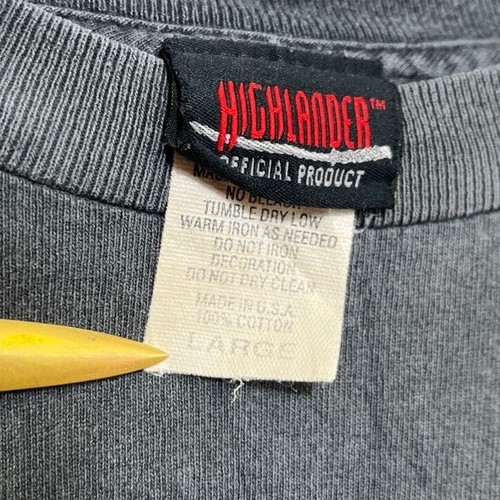 HIGHLANDER™
OFFICIAL PRODUCT
NO BLEACH
TUMBLE DRY LOW
WARM IRON AS NEEDED
DO NOT IRON
DECORATION
DO NOT DRY CLEAN
MADE IN U.S.A.
100% COTTON
LARGE